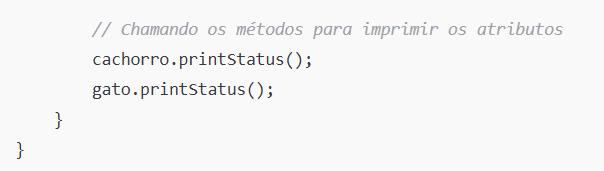 // Chamando os métodos para imprimir os atributos
cachorro.printStatus();
gato.printStatus();
}
}